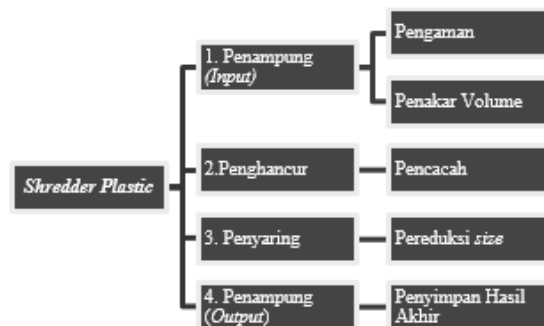 Shredder Plastic
1. Penampung
(Input)
Pengaman
Penakar Volume
2.Penghancur
Pencacah
3. Penyaring
Pereduksi size
4. Penampung
(Output)
Penyimpan Hasil
Akhir